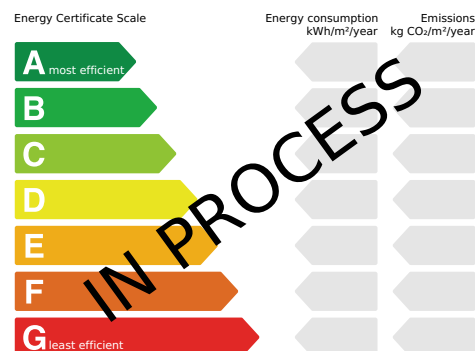 Energy Certificate Scale
Energy consumption
kWh/m²/year
Emissions
kg CO₂/m²/year
A most efficient
B
C
D
E
F
G least efficient
IN PROCESS